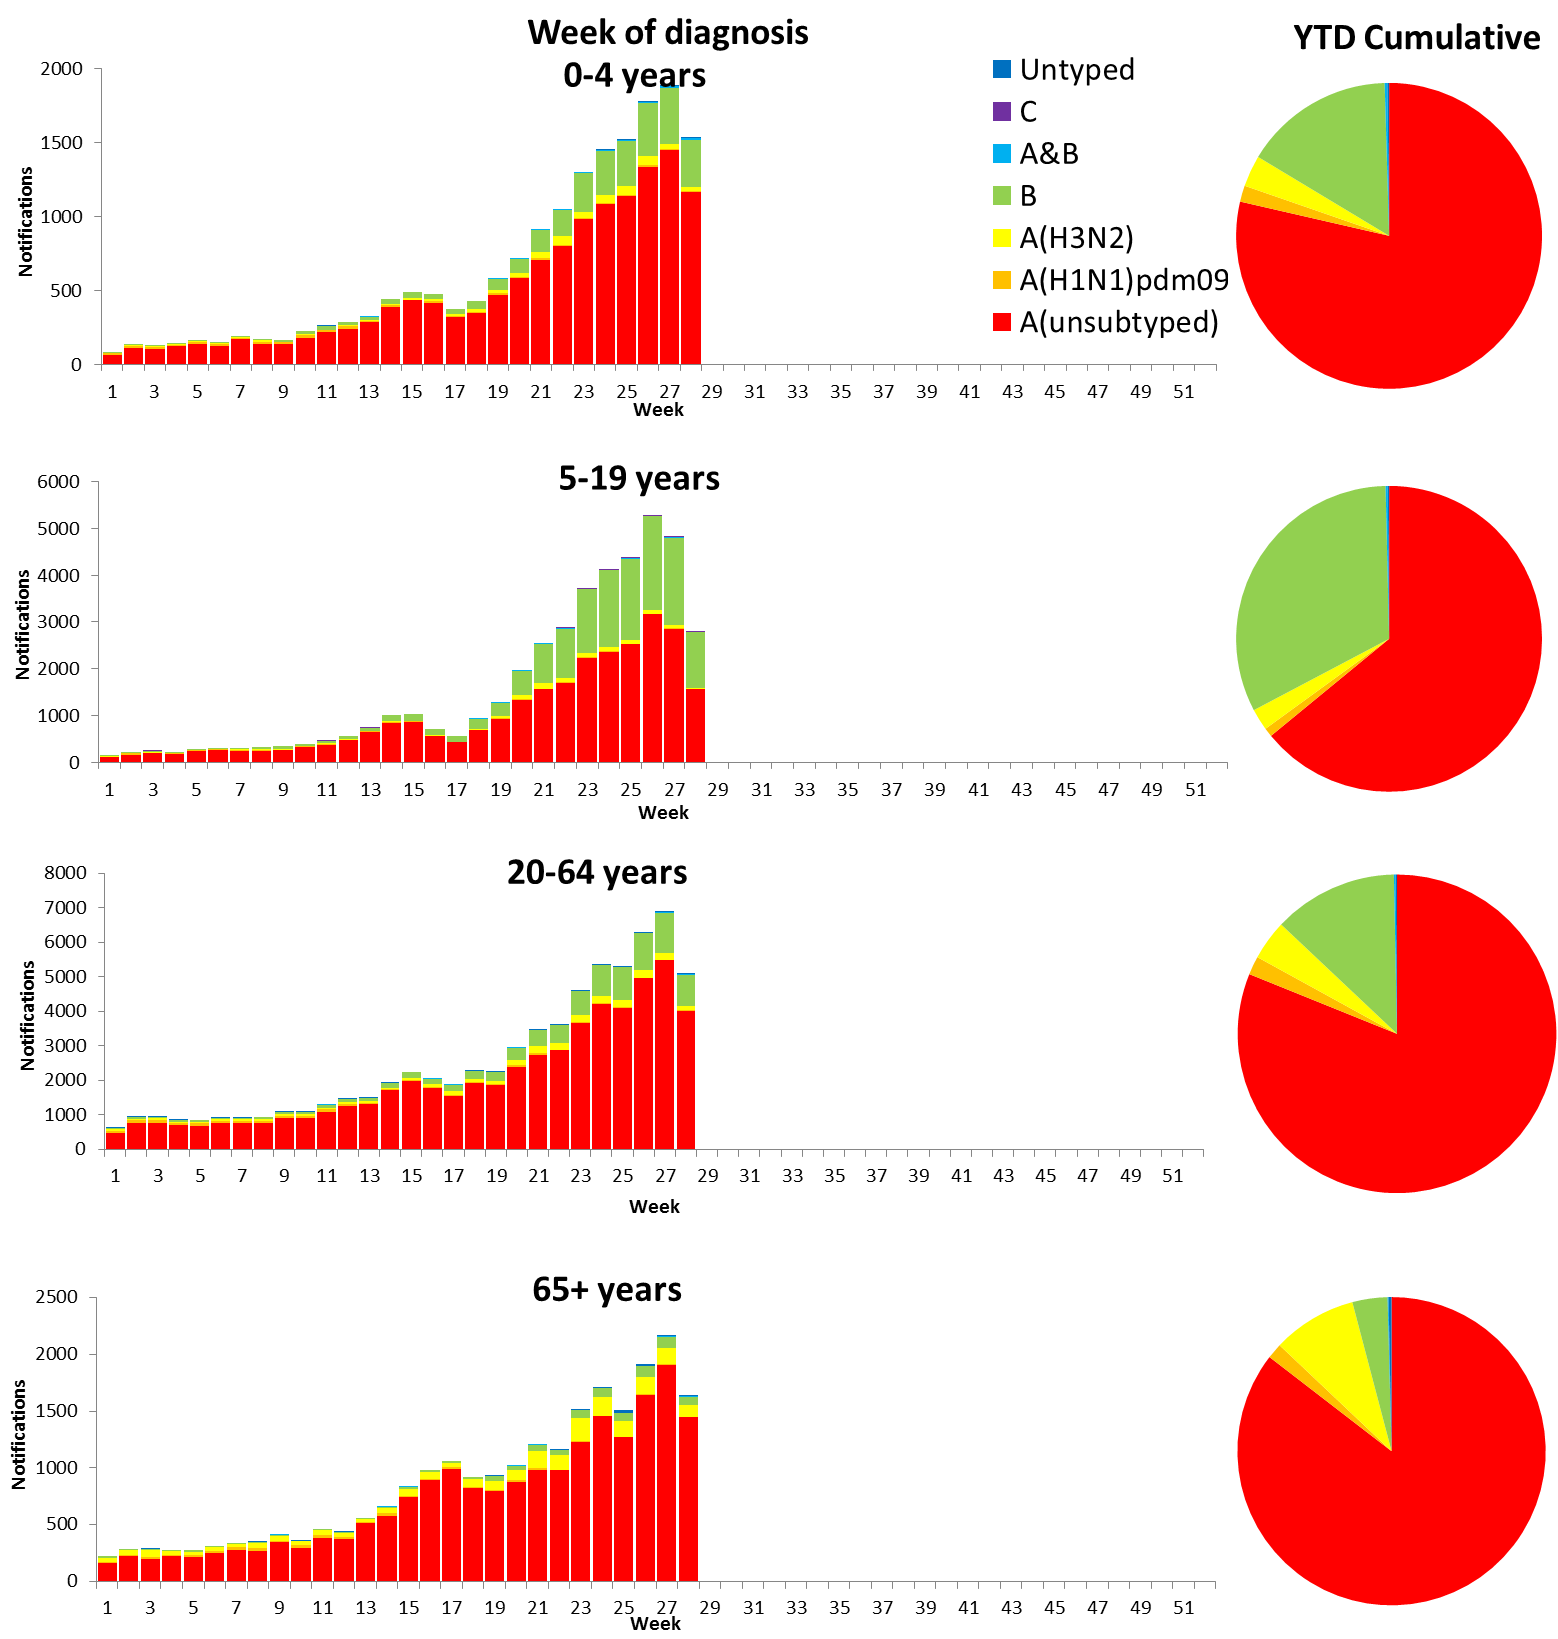 Week of diagnosis
YTD Cumulative
0-4 years
Untyped
C
A&B
B
A(H3N2)
A(H1N1)pdm09
A(unsubtyped)
Notifications
2000
1500
1000
500
0
1 3 5 7 9 11 13 15 17 19 21 23 25 27 29 31 33 35 37 39 41 43 45 47 49 51
Week
5-19 years
Notifications
6000
5000
4000
3000
2000
1000
0
1 3 5 7 9 11 13 15 17 19 21 23 25 27 29 31 33 35 37 39 41 43 45 47 49 51
Week
20-64 years
Notifications
8000
7000
6000
5000
4000
3000
2000
1000
0
1 3 5 7 9 11 13 15 17 19 21 23 25 27 29 31 33 35 37 39 41 43 45 47 49 51
Week
65+ years
Notifications
2500
2000
1500
1000
500
0
1 3 5 7 9 11 13 15 17 19 21 23 25 27 29 31 33 35 37 39 41 43 45 47 49 51
Week